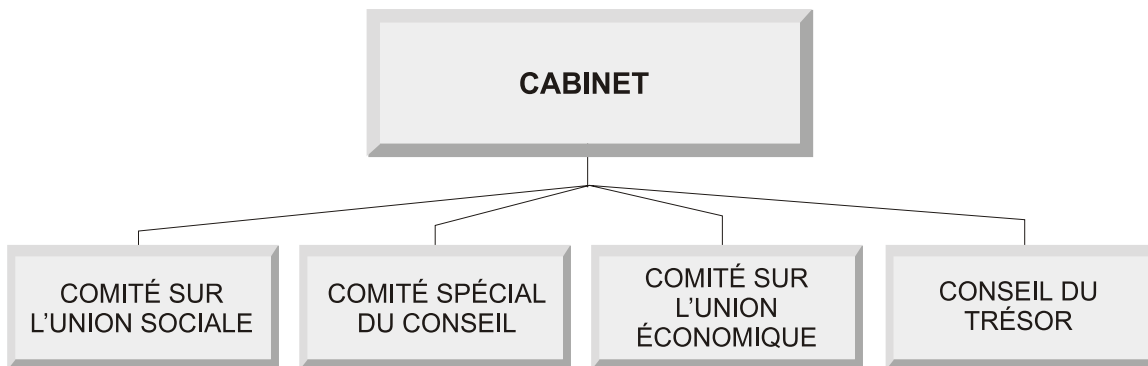 CABINET
COMITÉ SUR
L'UNION SOCIALE
COMITÉ SPÉCIAL
DU CONSEIL
COMITÉ SUR
L'UNION
ÉCONOMIQUE
CONSEIL DU
TRÉSOR